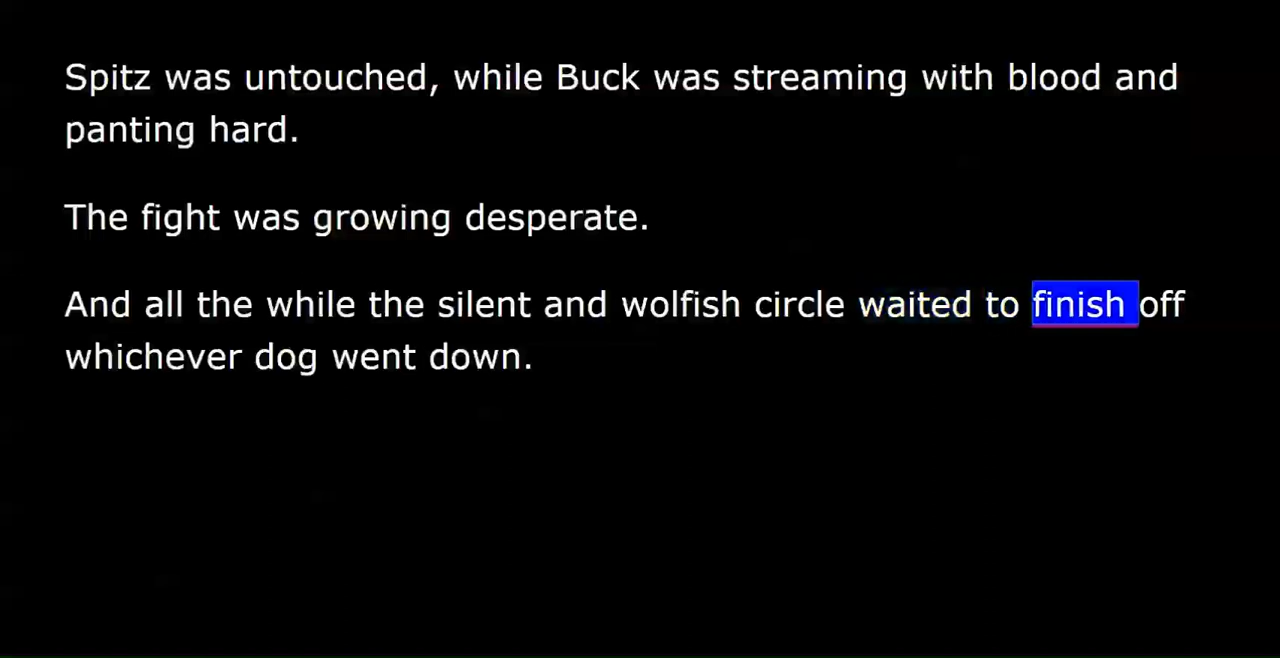 Spitz was untouched, while Buck was streaming with blood and
panting hard.
The fight was growing desperate.
And all the while the silent and wolfish circle waited to finish off
whichever dog went down.